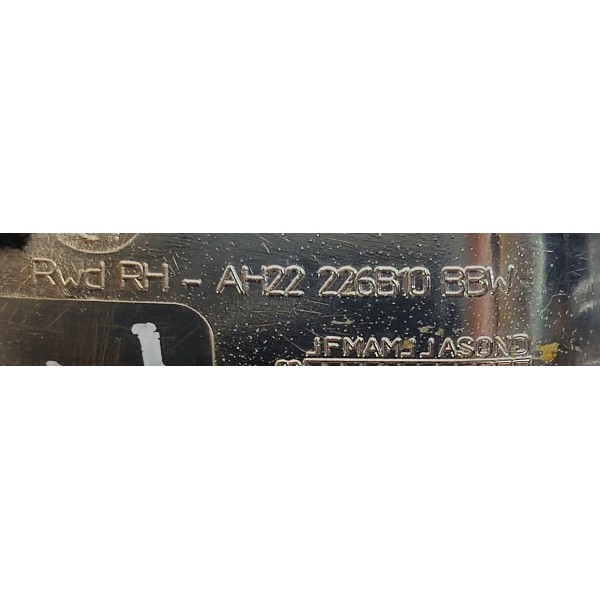 Rwd RH - AH22 226B10 BBW
JFMAMJJASOND